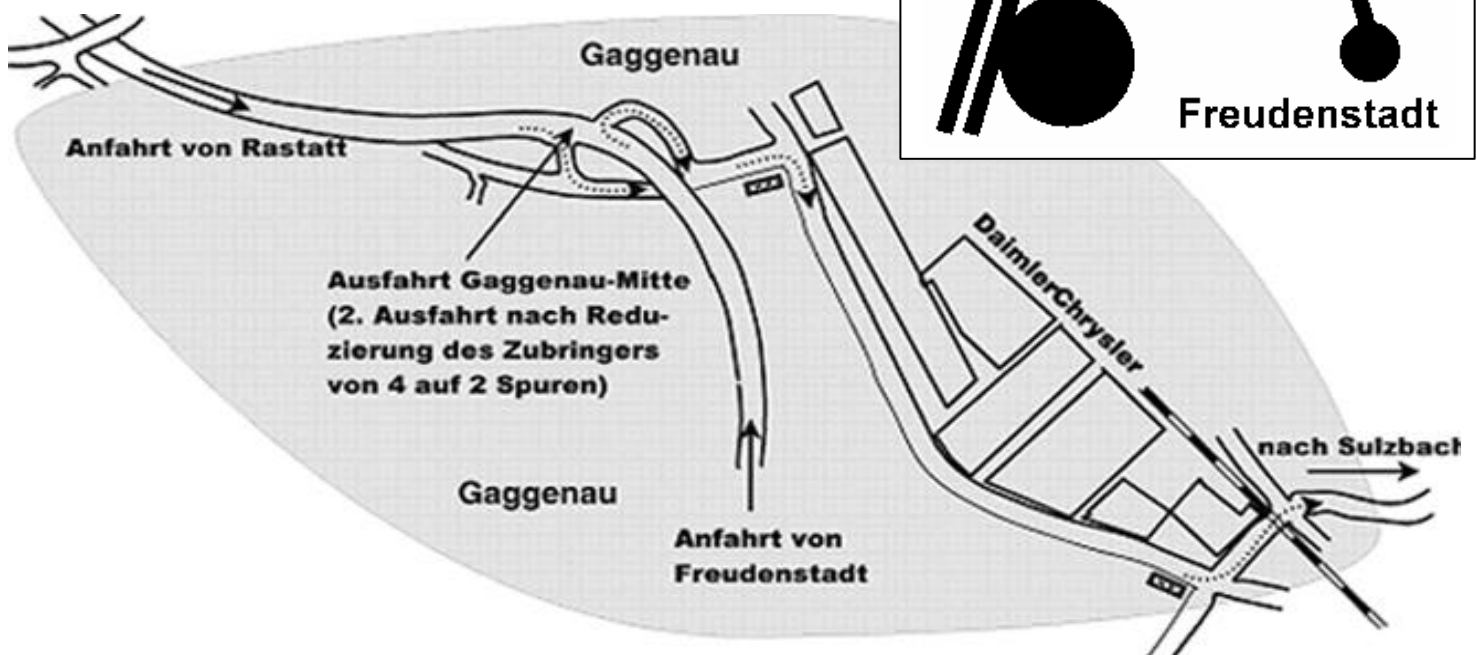 Gaggenau
Freudenstadt
Anfahrt von Rastatt
DaimlerChrysler
Ausfahrt Gaggenau-Mitte
(2. Ausfahrt nach Redu-
zierung des Zubringers
von 4 auf 2 Spuren)
nach Sulzbach
Gaggenau
Anfahrt von
Freudenstadt